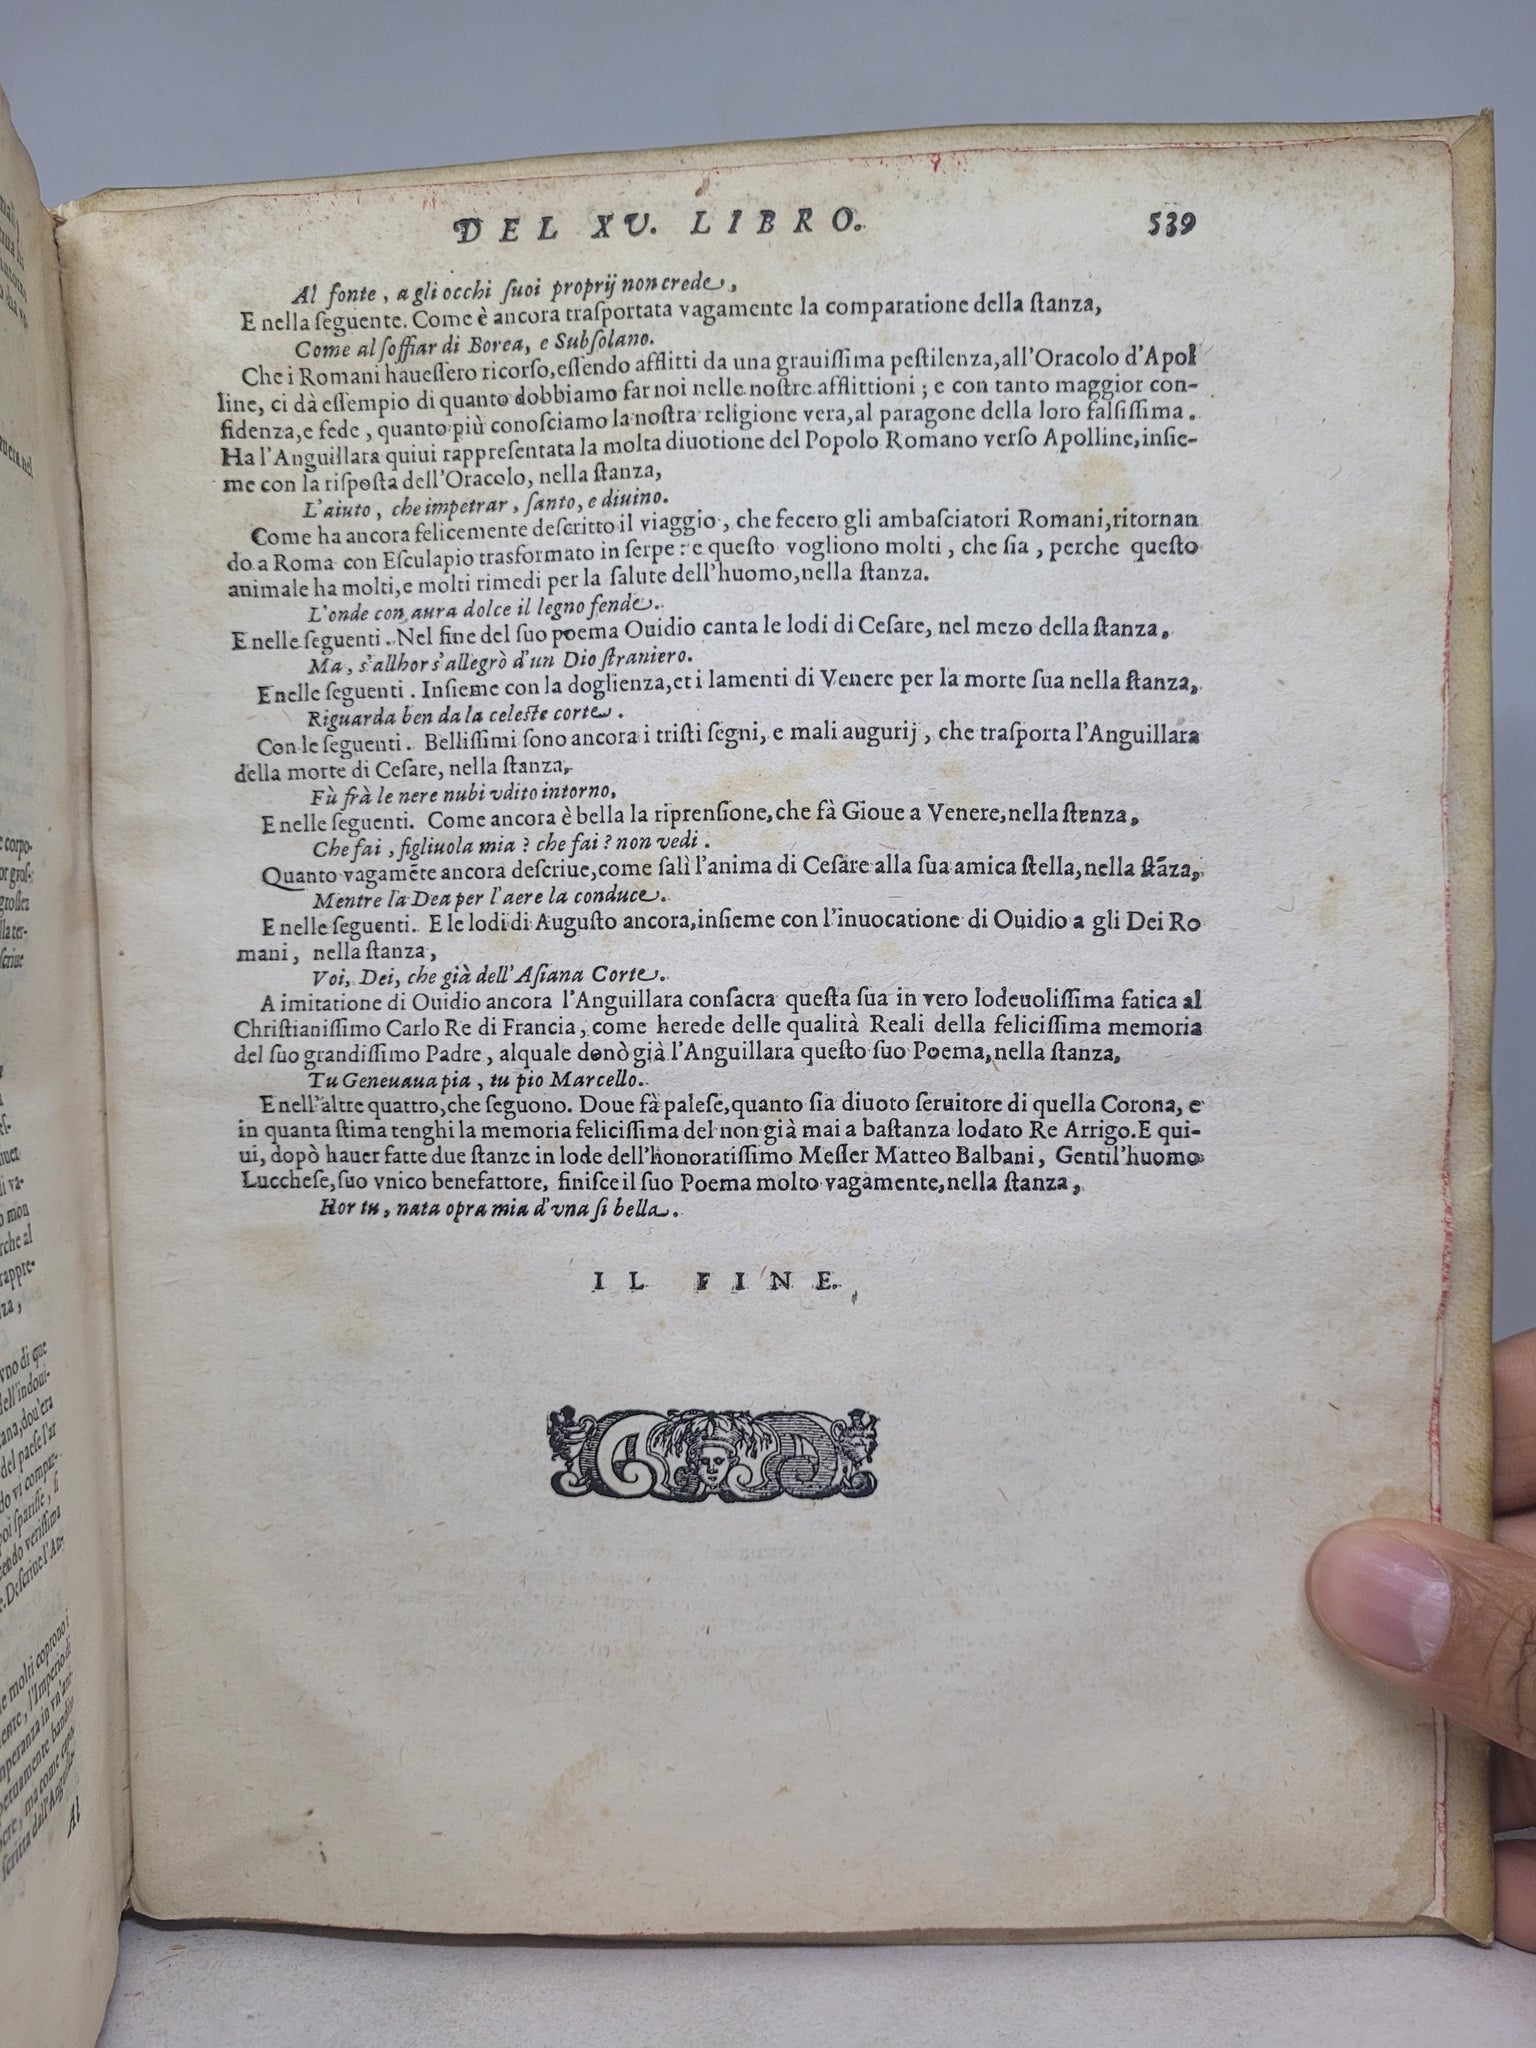 DEL XV. LIBRO. 539
Al fonte, a gli occhi ſuoi proprij non crede,
E nella ſeguente. Come è ancora traſportata vagamente la comparatione della ſtanza,
Come al ſoffiar di Borea, e Subſolano.
Che i Romani haueſſero ricorſo, eſſendo afflitti da una grauiſſima peſtilenza, all'Oracolo d'Apol
line, ci dà eſſempio di quanto dobbiamo far noi nelle noſtre afflittioni; e con tanto maggior con-
fidenza, e fede, quanto più conoſciamo la noſtra religione vera, al paragone della loro falſiſſima.
Ha l'Anguillara quiui rappreſentata la molta diuotione del Popolo Romano verſo Apolline, inſie-
me con la riſpoſta dell'Oracolo, nella ſtanza,
L'aiuto, che impetrar, ſanto, e diuino.
Come ha ancora felicemente deſcritto il viaggio, che fecero gli ambaſciatori Romani, ritornan
do a Roma con Eſculapio trasformato in ſerpe: e queſto vogliono molti, che ſia, perche queſto
animale ha molti, e molti rimedi per la ſalute dell'huomo, nella ſtanza.
L'onde con aura dolce il legno fende.
E nelle ſeguenti. Nel fine del ſuo poema Ouidio canta le lodi di Ceſare, nel mezo della ſtanza,
Ma, s'allhor s'allegrò d'un Dio ſtraniero.
E nelle ſeguenti. Inſieme con la doglienza, et i lamenti di Venere per la morte ſua nella ſtanza,
Riguarda ben da la celeſte corte.
Con le ſeguenti. Belliſſimi ſono ancora i triſti ſegni, e mali augurij, che traſporta l'Anguillara
della morte di Ceſare, nella ſtanza,
Fù frà le nere nubi vdito intorno,
E nelle ſeguenti. Come ancora è bella la riprenſione, che fà Gioue a Venere, nella ſtenza,
Che fai, figliuola mia? che fai? non vedi.
Quanto vagamẽte ancora deſcriue, come ſalì l'anima di Ceſare alla ſua amica ſtella, nella ſtãza,
Mentre la Dea per l'aere la conduce.
E nelle ſeguenti. E le lodi di Auguſto ancora, inſieme con l'inuocatione di Ouidio a gli Dei Ro
mani, nella ſtanza,
Voi, Dei, che già dell'Aſiana Corte.
A imitatione di Ouidio ancora l'Anguillara conſacra queſta ſua in vero lodeuoliſſima fatica al
Chriſtianiſſimo Carlo Re di Francia, come herede delle qualità Reali della feliciſſima memoria
del ſuo grandiſſimo Padre, alquale donò già l'Anguillara queſto ſuo Poema, nella ſtanza,
Tu Geneuaua pia, tu pio Marcello.
E nell'altre quattro, che ſeguono. Doue fà paleſe, quanto ſia diuoto ſeruitore di quella Corona, e
in quanta ſtima tenghi la memoria feliciſſima del non già mai a baſtanza lodato Re Arrigo. E qui-
ui, dopò hauer fatte due ſtanze in lode dell'honoratiſſimo Meſſer Matteo Balbani, Gentil'huomo
Luccheſe, ſuo vnico benefattore, finiſce il ſuo Poema molto vagamente, nella ſtanza,
Hor tu, nata opra mia d'vna ſi bella.
IL FINE.